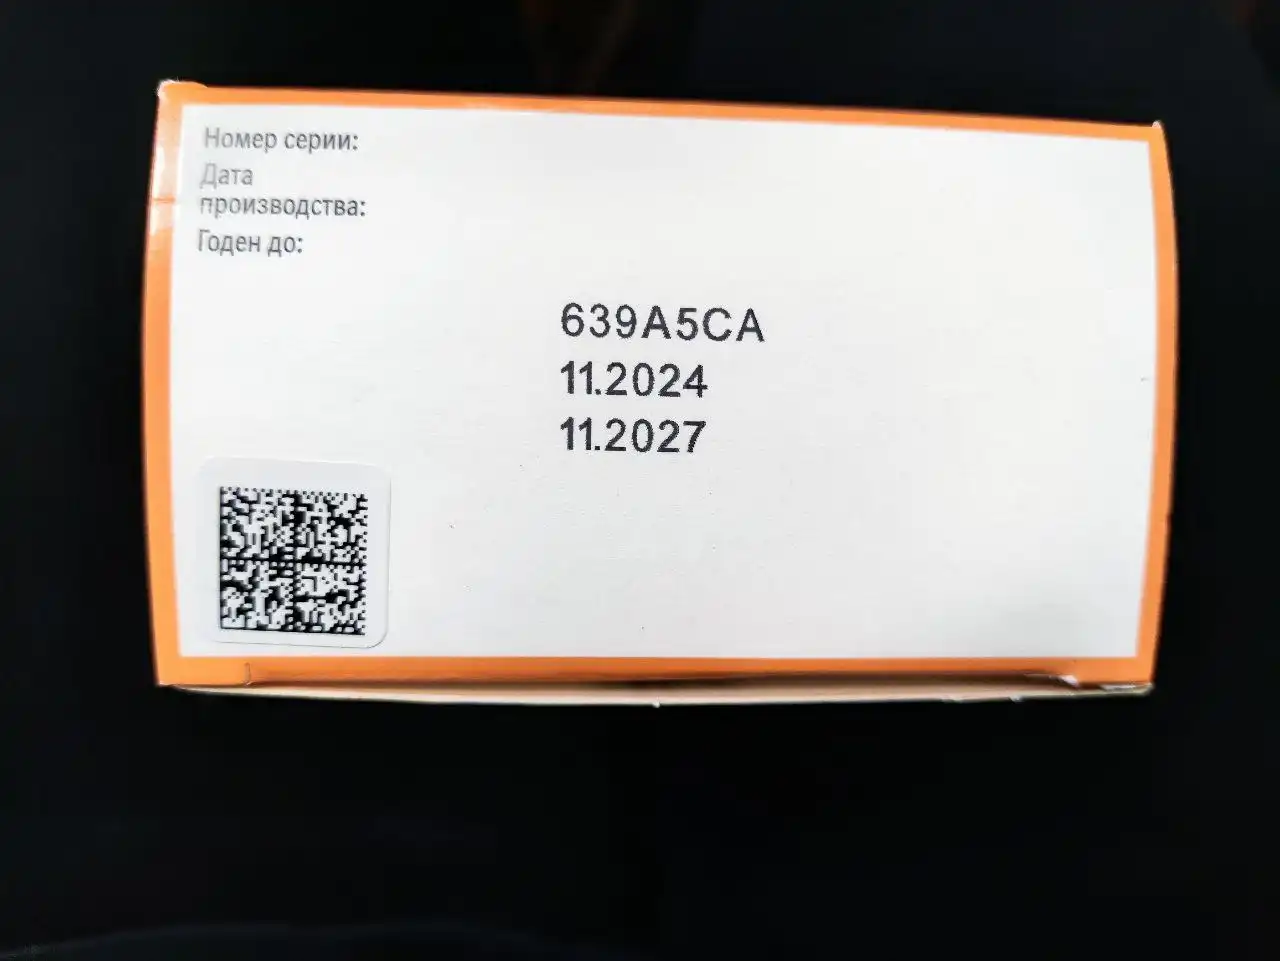 Номер серии:
Дата
производства:
Годен до:
639A5CA
11.2024
11.2027